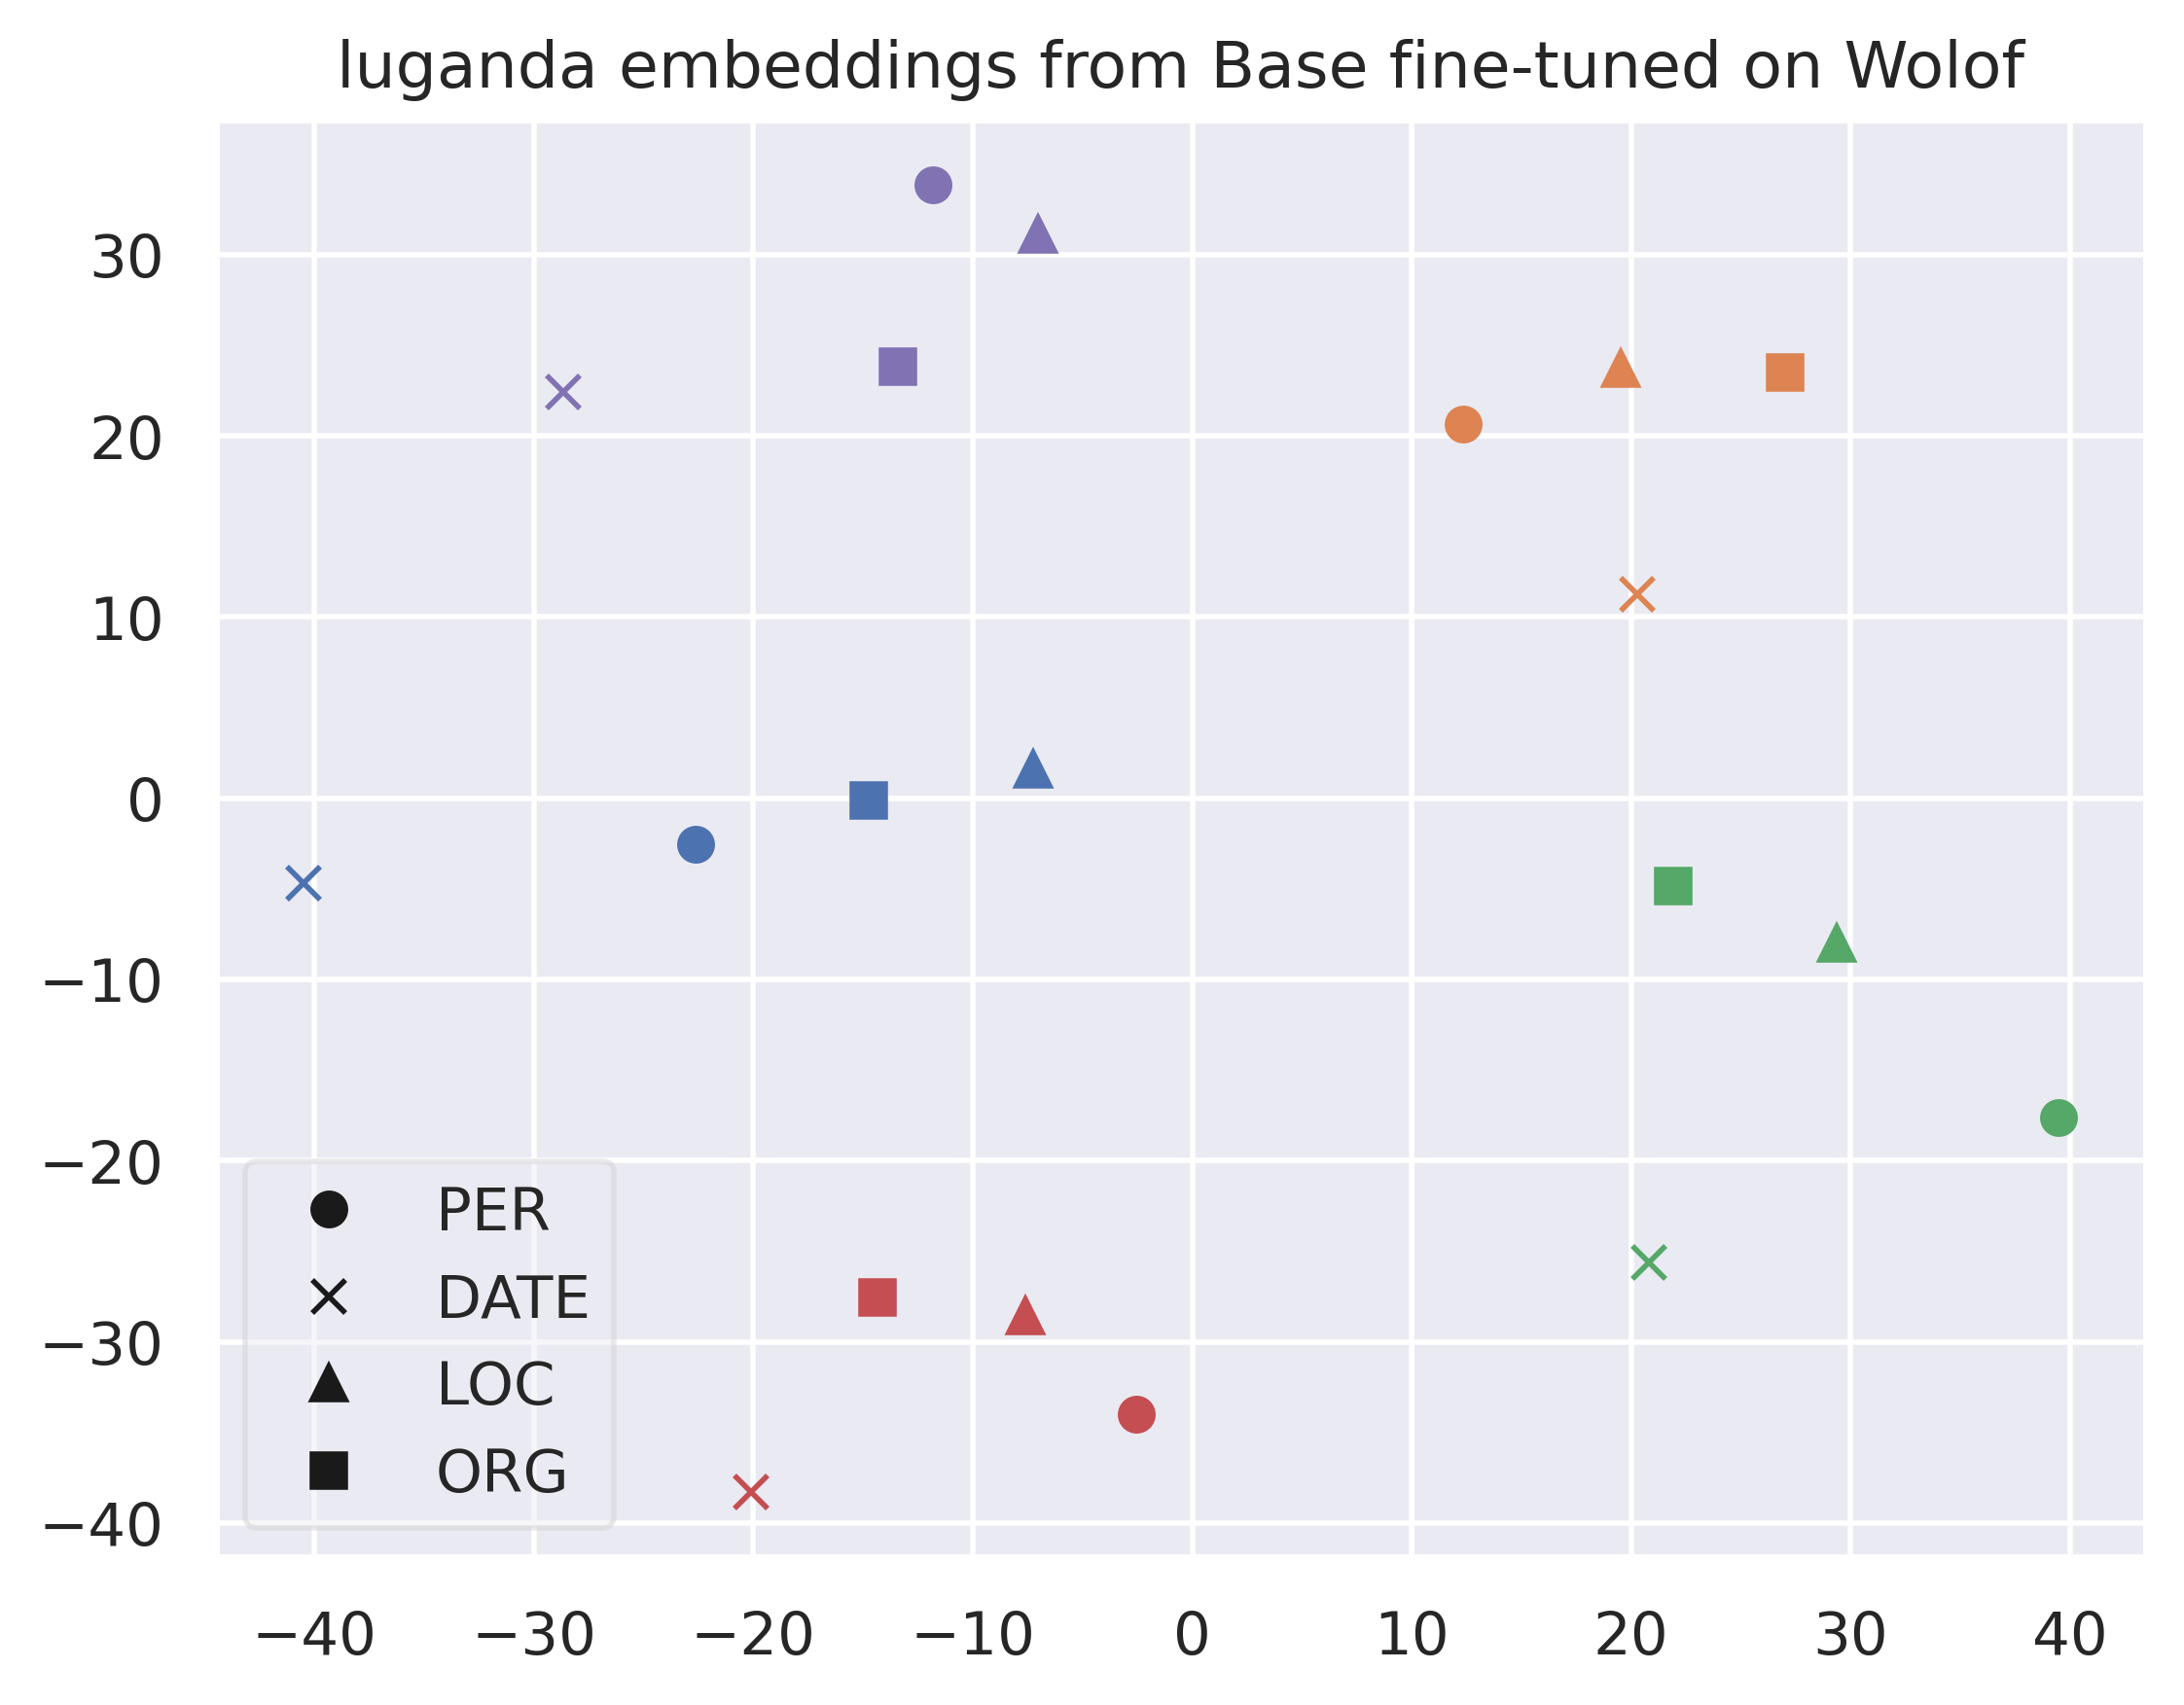 luganda embeddings from Base fine-tuned on Wolof
30
20
10
0
−10
−20
−30
−40
PER
DATE
LOC
ORG
−40 −30 −20 −10 0 10 20 30 40